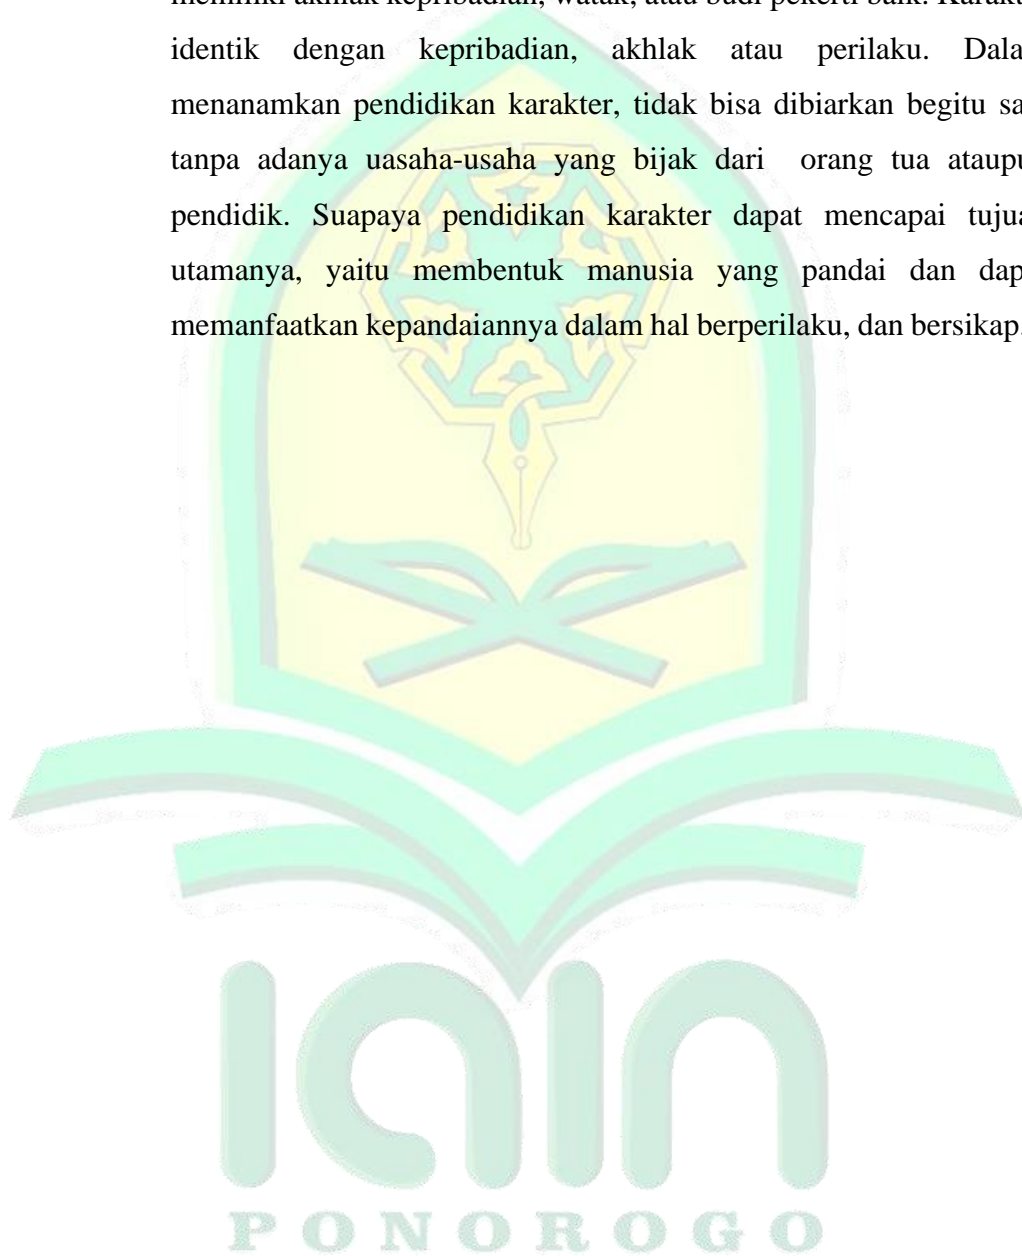 identik dengan kepribadian, akhlak atau perilaku. Dala
menanamkan pendidikan karakter, tidak bisa dibiarkan begitu sa
tanpa adanya uasaha-usaha yang bijak dari orang tua ataupu
pendidik. Suapaya pendidikan karakter dapat mencapai tujua
utamanya, yaitu membentuk manusia yang pandai dan dap
memanfaatkan kepandaiannya dalam hal berperilaku, dan bersikap.
iain
PONOROGO